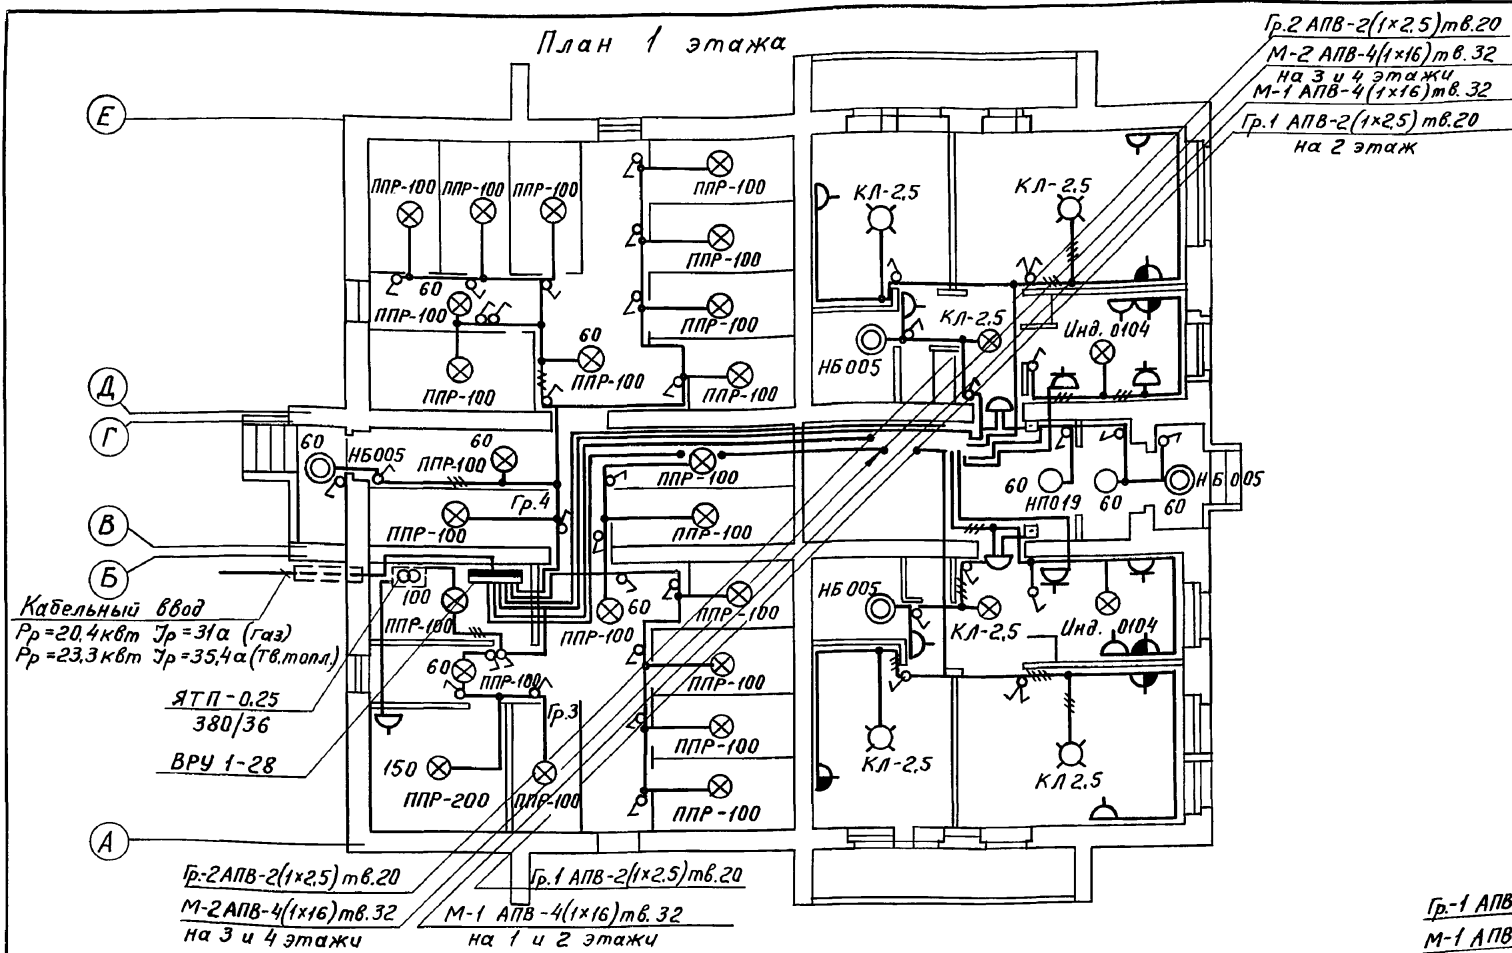 План 1 этажа
Гр.2 АПВ-2(1×2,5)тв.20
М-2 АПВ-4(1×16)тв.32
на 3 и 4 этажи
М-1 АПВ-4(1×16)тв.32
Гр.1 АПВ-2(1×2,5)тв.20
на 2 этаж
Е
ППР-100 ППР-100 ППР-100
ППР-100
КЛ-2,5
КЛ-2,5
ППР-100
60
ППР-100
ППР-100
КЛ-2,5
Инд. 0104
60
ППР-100
НБ005
ППР-100
ППР-100
Д
Г
60
НБ005
60
ППР-100
ППР-100
60
НП019
60
60
НБ005
Гр.4
В
ППР-100
ППР-100
Б
Кабельный ввод
Рр=20,4квт Jр=31а (газ)
Рр=23,3квт Jр=35,4а(тв.топл.)
100
ППР-100
60
ППР-100
ППР-100
НБ005
КЛ-2,5
Инд. 0104
60
ППР-100
ППР-100
ЯТП-0.25
380/36
Гр.3
ППР-100
ВРУ 1-28
150
ППР-200
ППР-100
ППР-100
КЛ-2,5
КЛ 2,5
А
Гр.-2АПВ-2(1×2,5)тв.20
Гр.1 АПВ-2(1×2,5)тв.20
М-2АПВ-4(1×16)тв.32
на 3 и 4 этажи
М-1 АПВ-4(1×16)тв.32
на 1 и 2 этажи
Гр.-1 АПВ
М-1 АПВ